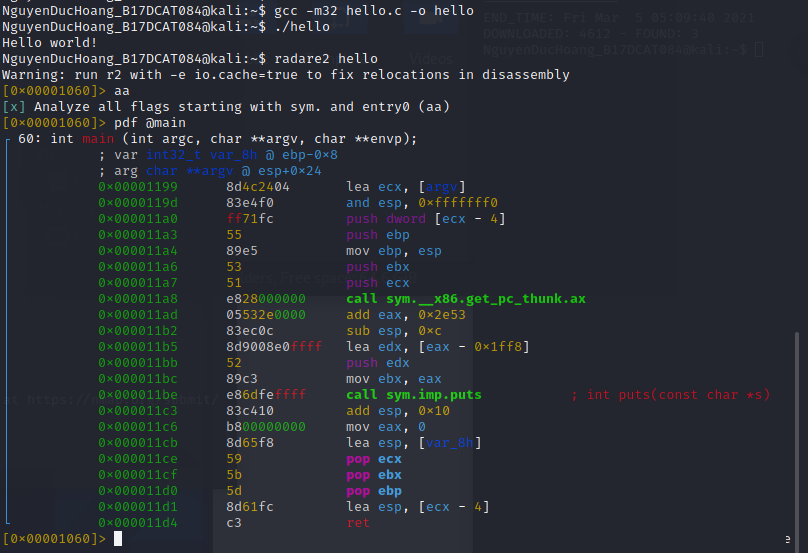 END_TIME: Fri Mar 5 05:09:40 2021
DOWNLOADED: 4612 - FOUND: 3
NguyenDucHoang_B17DCAT084@kali:~$
NguyenDucHoang_B17DCAT084@kali:~$ gcc -m32 hello.c -o hello
NguyenDucHoang_B17DCAT084@kali:~$ ./hello
Hello world!
NguyenDucHoang_B17DCAT084@kali:~$ radare2 hello
Warning: run r2 with -e io.cache=true to fix relocations in disassembly
[0×00001060]> aa
[x] Analyze all flags starting with sym. and entry0 (aa)
[0×00001060]> pdf @main
60: int main (int argc, char **argv, char **envp);
; var int32_t var_8h @ ebp-0×8
; arg char **argv @ esp+0×24
0×00001199 8d4c2404 lea ecx, [argv]
0×0000119d 83e4f0 and esp, 0×fffffff0
0×000011a0 ff71fc push dword [ecx - 4]
0×000011a3 55 push ebp
0×000011a4 89e5 mov ebp, esp
0×000011a6 53 push ebx
0×000011a7 51 push ecx
0×000011a8 e828000000 call sym.__x86.get_pc_thunk.ax
0×000011ad 05532e0000 add eax, 0×2e53
0×000011b2 83ec0c sub esp, 0×c
0×000011b5 8d9008e0ffff lea edx, [eax - 0×1ff8]
0×000011bb 52 push edx
0×000011bc 89c3 mov ebx, eax
0×000011be e86dfeffff call sym.imp.puts ; int puts(const char *s)
0×000011c3 83c410 add esp, 0×10
0×000011c6 b800000000 mov eax, 0
0×000011cb 8d65f8 lea esp, [var_8h]
0×000011ce 59 pop ecx
0×000011cf 5b pop ebx
0×000011d0 5d pop ebp
0×000011d1 8d61fc lea esp, [ecx - 4]
0×000011d4 c3 ret
[0×00001060]>